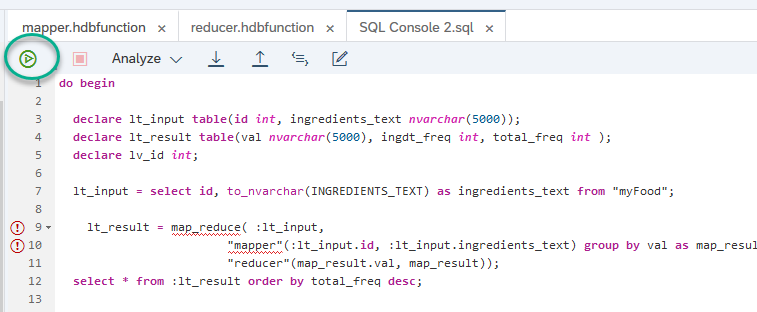 mapper.hdbfunction × reducer.hdbfunction × SQL Console 2.sql ×
Analyze
1 do begin
2
3 declare lt_input table(id int, ingredients_text nvarchar(5000));
4 declare lt_result table(val nvarchar(5000), ingdt_freq int, total_freq int );
5 declare lv_id int;
6
7 lt_input = select id, to_nvarchar(INGREDIENTS_TEXT) as ingredients_text from "myFood";
8
9 lt_result = map_reduce( :lt_input,
10 "mapper"(:lt_input.id, :lt_input.ingredients_text) group by val as map_resul
11 "reducer"(map_result.val, map_result));
12 select * from :lt_result order by total_freq desc;
13